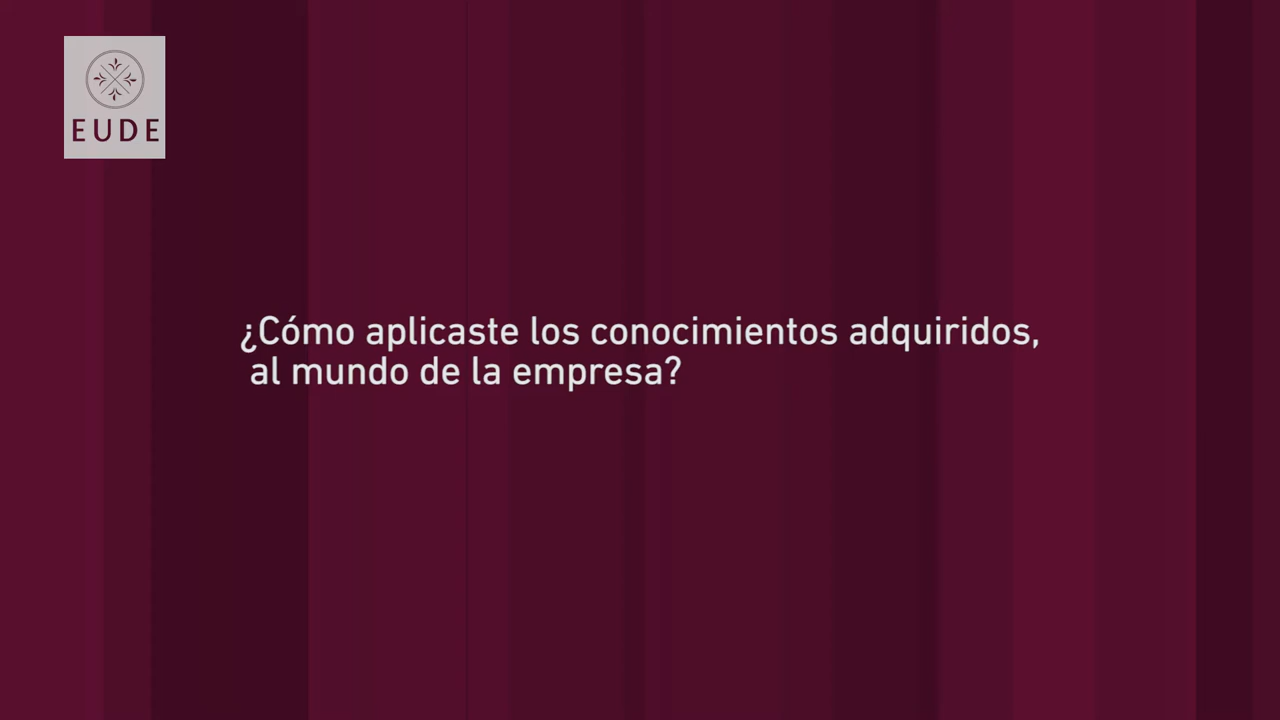 EUDE
¿Cómo aplicaste los conocimientos adquiridos,
al mundo de la empresa?